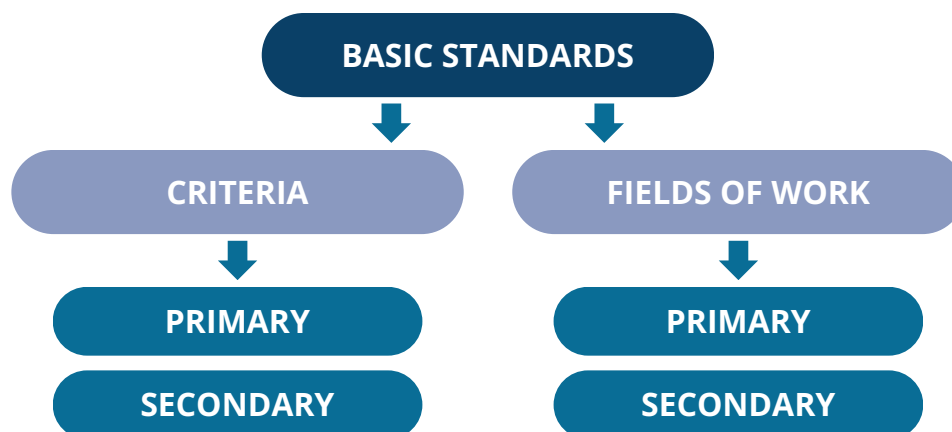 BASIC STANDARDS
CRITERIA
FIELDS OF WORK
PRIMARY
PRIMARY
SECONDARY
SECONDARY